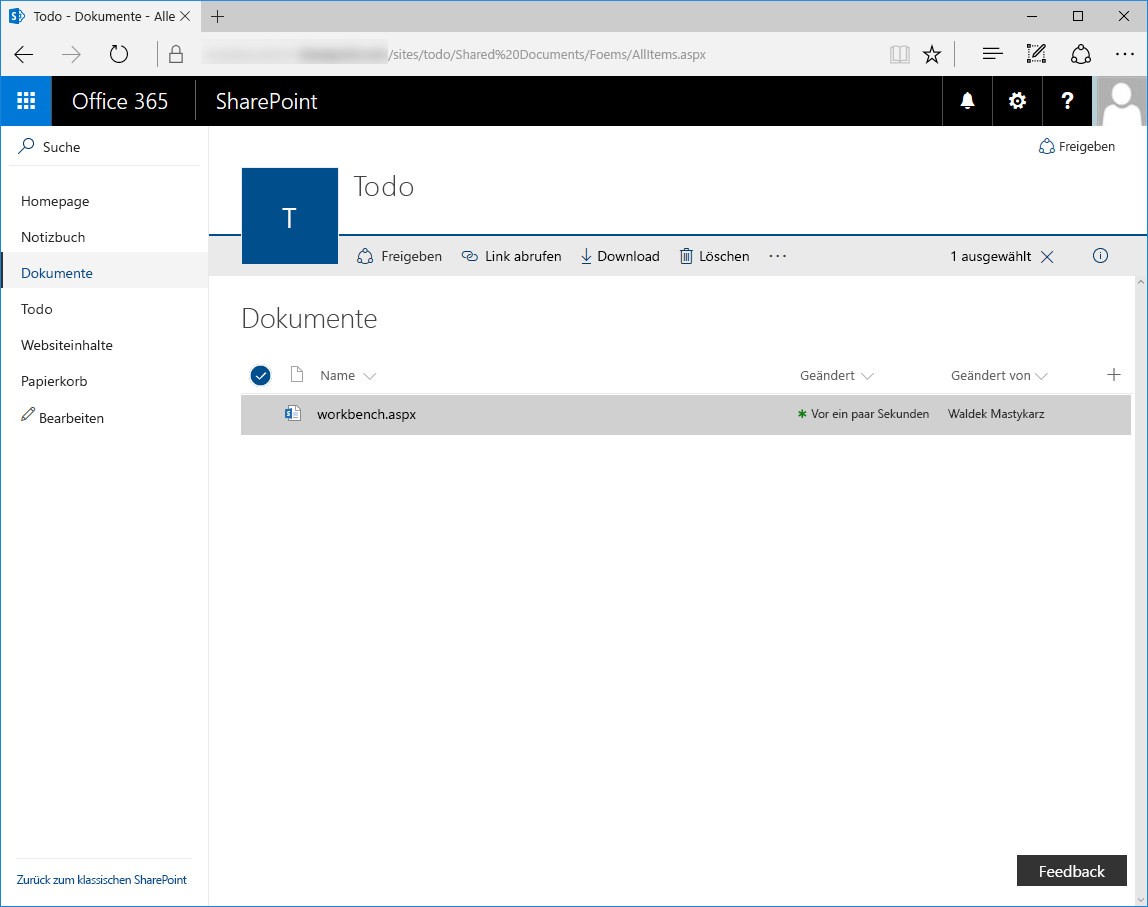 Todo - Dokumente - Alle
/sites/todo/Shared%20Documents/Foems/AllItems.aspx
Office 365
SharePoint
?
Suche
Freigeben
Homepage
Notizbuch
Dokumente
Todo
Websiteinhalte
Papierkorb
Bearbeiten
T
Todo
Freigeben
Link abrufen
Download
Löschen
1 ausgewählt
Dokumente
Name
Geändert
Geändert von
workbench.aspx
Vor ein paar Sekunden
Waldek Mastykarz
Zurück zum klassischen SharePoint
Feedback